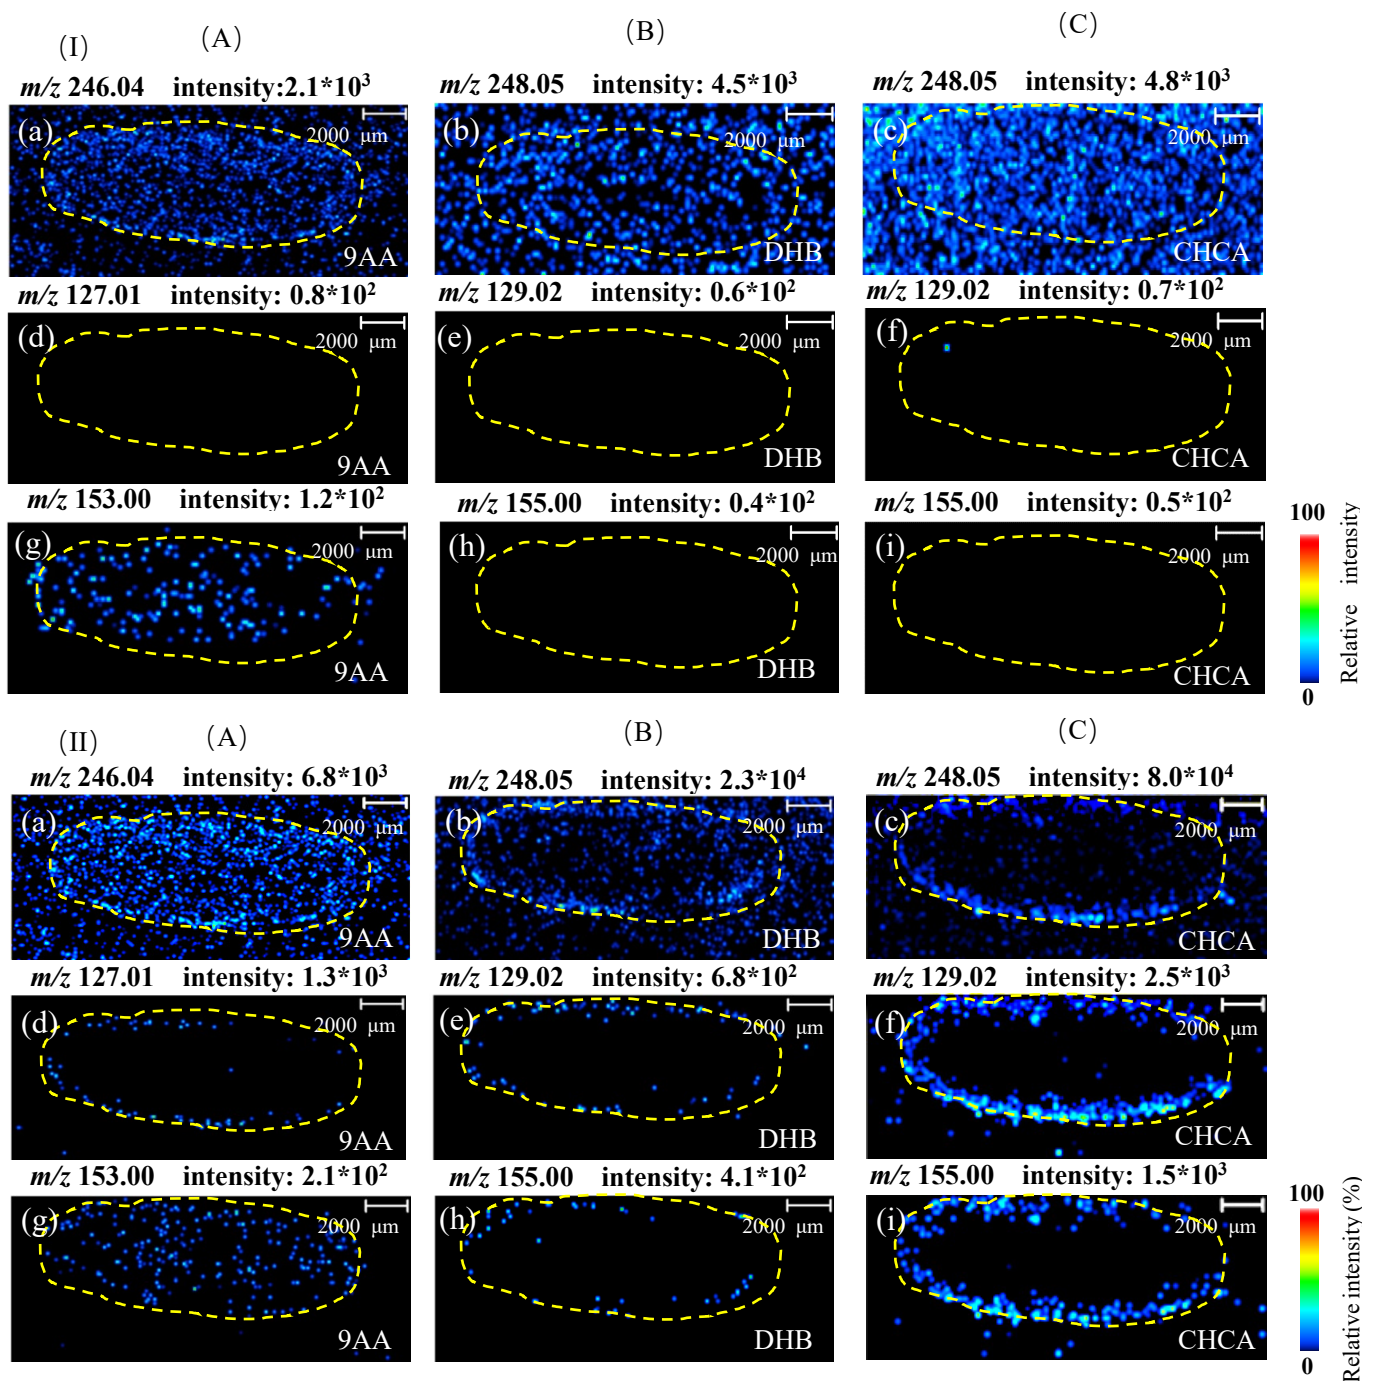 (I) (A) (B) (C)
m/z 246.04 intensity:2.1*10³
m/z 248.05 intensity: 4.5*10³
m/z 248.05 intensity: 4.8*10³
(a) 2000 μm 9AA
(b) 2000 μm DHB
(c) 2000 μm CHCA
m/z 127.01 intensity: 0.8*10²
m/z 129.02 intensity: 0.6*10²
m/z 129.02 intensity: 0.7*10²
(d) 2000 μm 9AA
(e) 2000 μm DHB
(f) 2000 μm CHCA
m/z 153.00 intensity: 1.2*10²
m/z 155.00 intensity: 0.4*10²
m/z 155.00 intensity: 0.5*10²
(g) 2000 μm 9AA
(h) 2000 μm DHB
(i) 2000 μm CHCA
100
0
Relative intensity
(II) (A) (B) (C)
m/z 246.04 intensity: 6.8*10³
m/z 248.05 intensity: 2.3*10⁴
m/z 248.05 intensity: 8.0*10⁴
(a) 2000 μm 9AA
(b) 2000 μm DHB
(c) 2000 μm CHCA
m/z 127.01 intensity: 1.3*10³
m/z 129.02 intensity: 6.8*10²
m/z 129.02 intensity: 2.5*10³
(d) 2000 μm 9AA
(e) 2000 μm DHB
(f) 2000 μm CHCA
m/z 153.00 intensity: 2.1*10²
m/z 155.00 intensity: 4.1*10²
m/z 155.00 intensity: 1.5*10³
(g) 2000 μm 9AA
(h) 2000 μm DHB
(i) 2000 μm CHCA
100
0
Relative intensity (%)